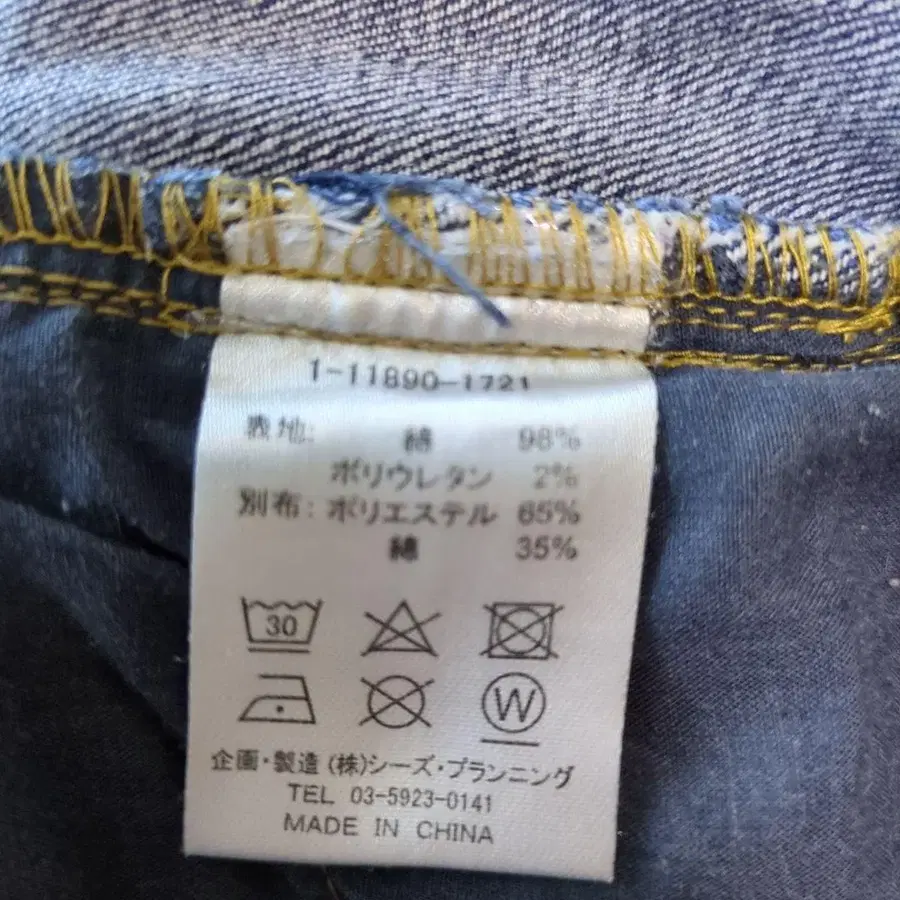 1-11890-1721
表地: 綿 98%
ポリウレタン 2%
別布: ポリエステル 65%
綿 35%
30
W
企画・製造 (株)シーズ・プランニング
TEL 03-5923-0141
MADE IN CHINA